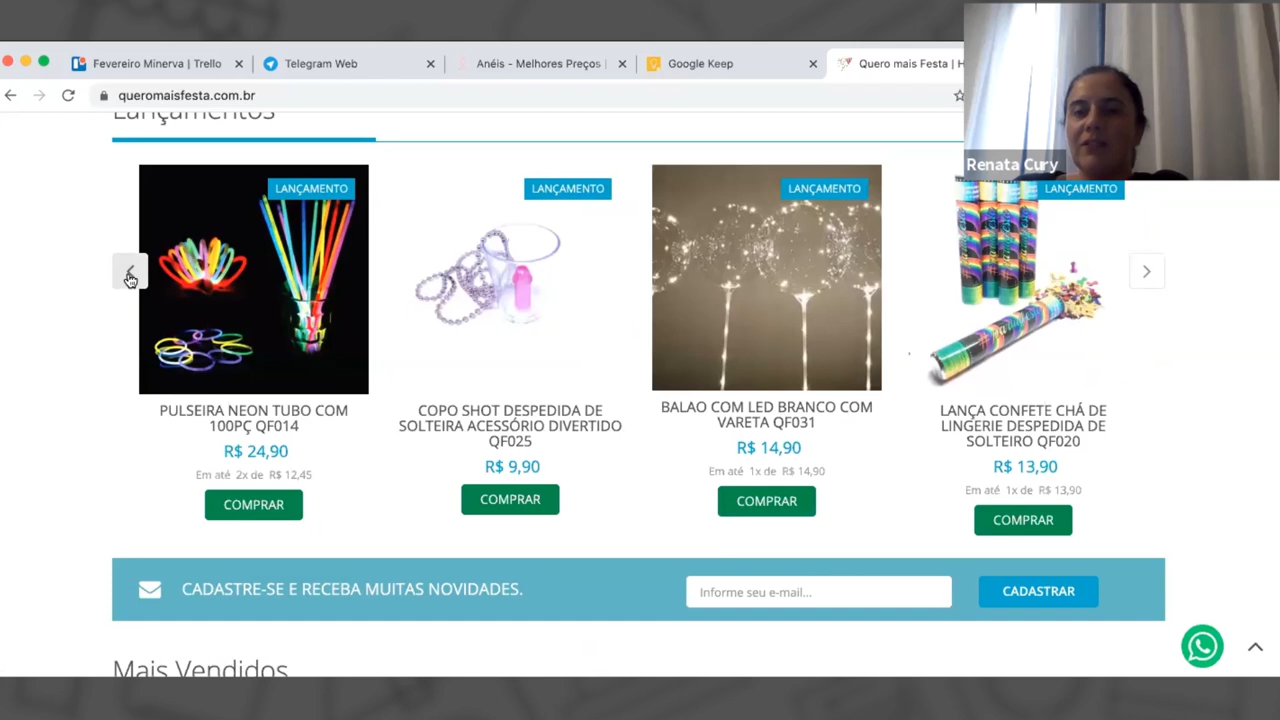 Fevereiro Minerva | Trello
Telegram Web
Anéis - Melhores Preços |
Google Keep
Quero mais Festa | H
queromaisfesta.com.br
Renata Cury
Lançamentos
LANÇAMENTO
LANÇAMENTO
LANÇAMENTO
LANÇAMENTO
PULSEIRA NEON TUBO COM
100PÇ QF014
R$ 24,90
Em até 2x de R$ 12,45
COMPRAR
COPO SHOT DESPEDIDA DE
SOLTEIRA ACESSÓRIO DIVERTIDO
QF025
R$ 9,90
COMPRAR
BALAO COM LED BRANCO COM
VARETA QF031
R$ 14,90
Em até 1x de R$ 14,90
COMPRAR
LANÇA CONFETE CHÁ DE
LINGERIE DESPEDIDA DE
SOLTEIRO QF020
R$ 13,90
Em até 1x de R$ 13,90
COMPRAR
CADASTRE-SE E RECEBA MUITAS NOVIDADES.
Informe seu e-mail...
CADASTRAR
Mais Vendidos